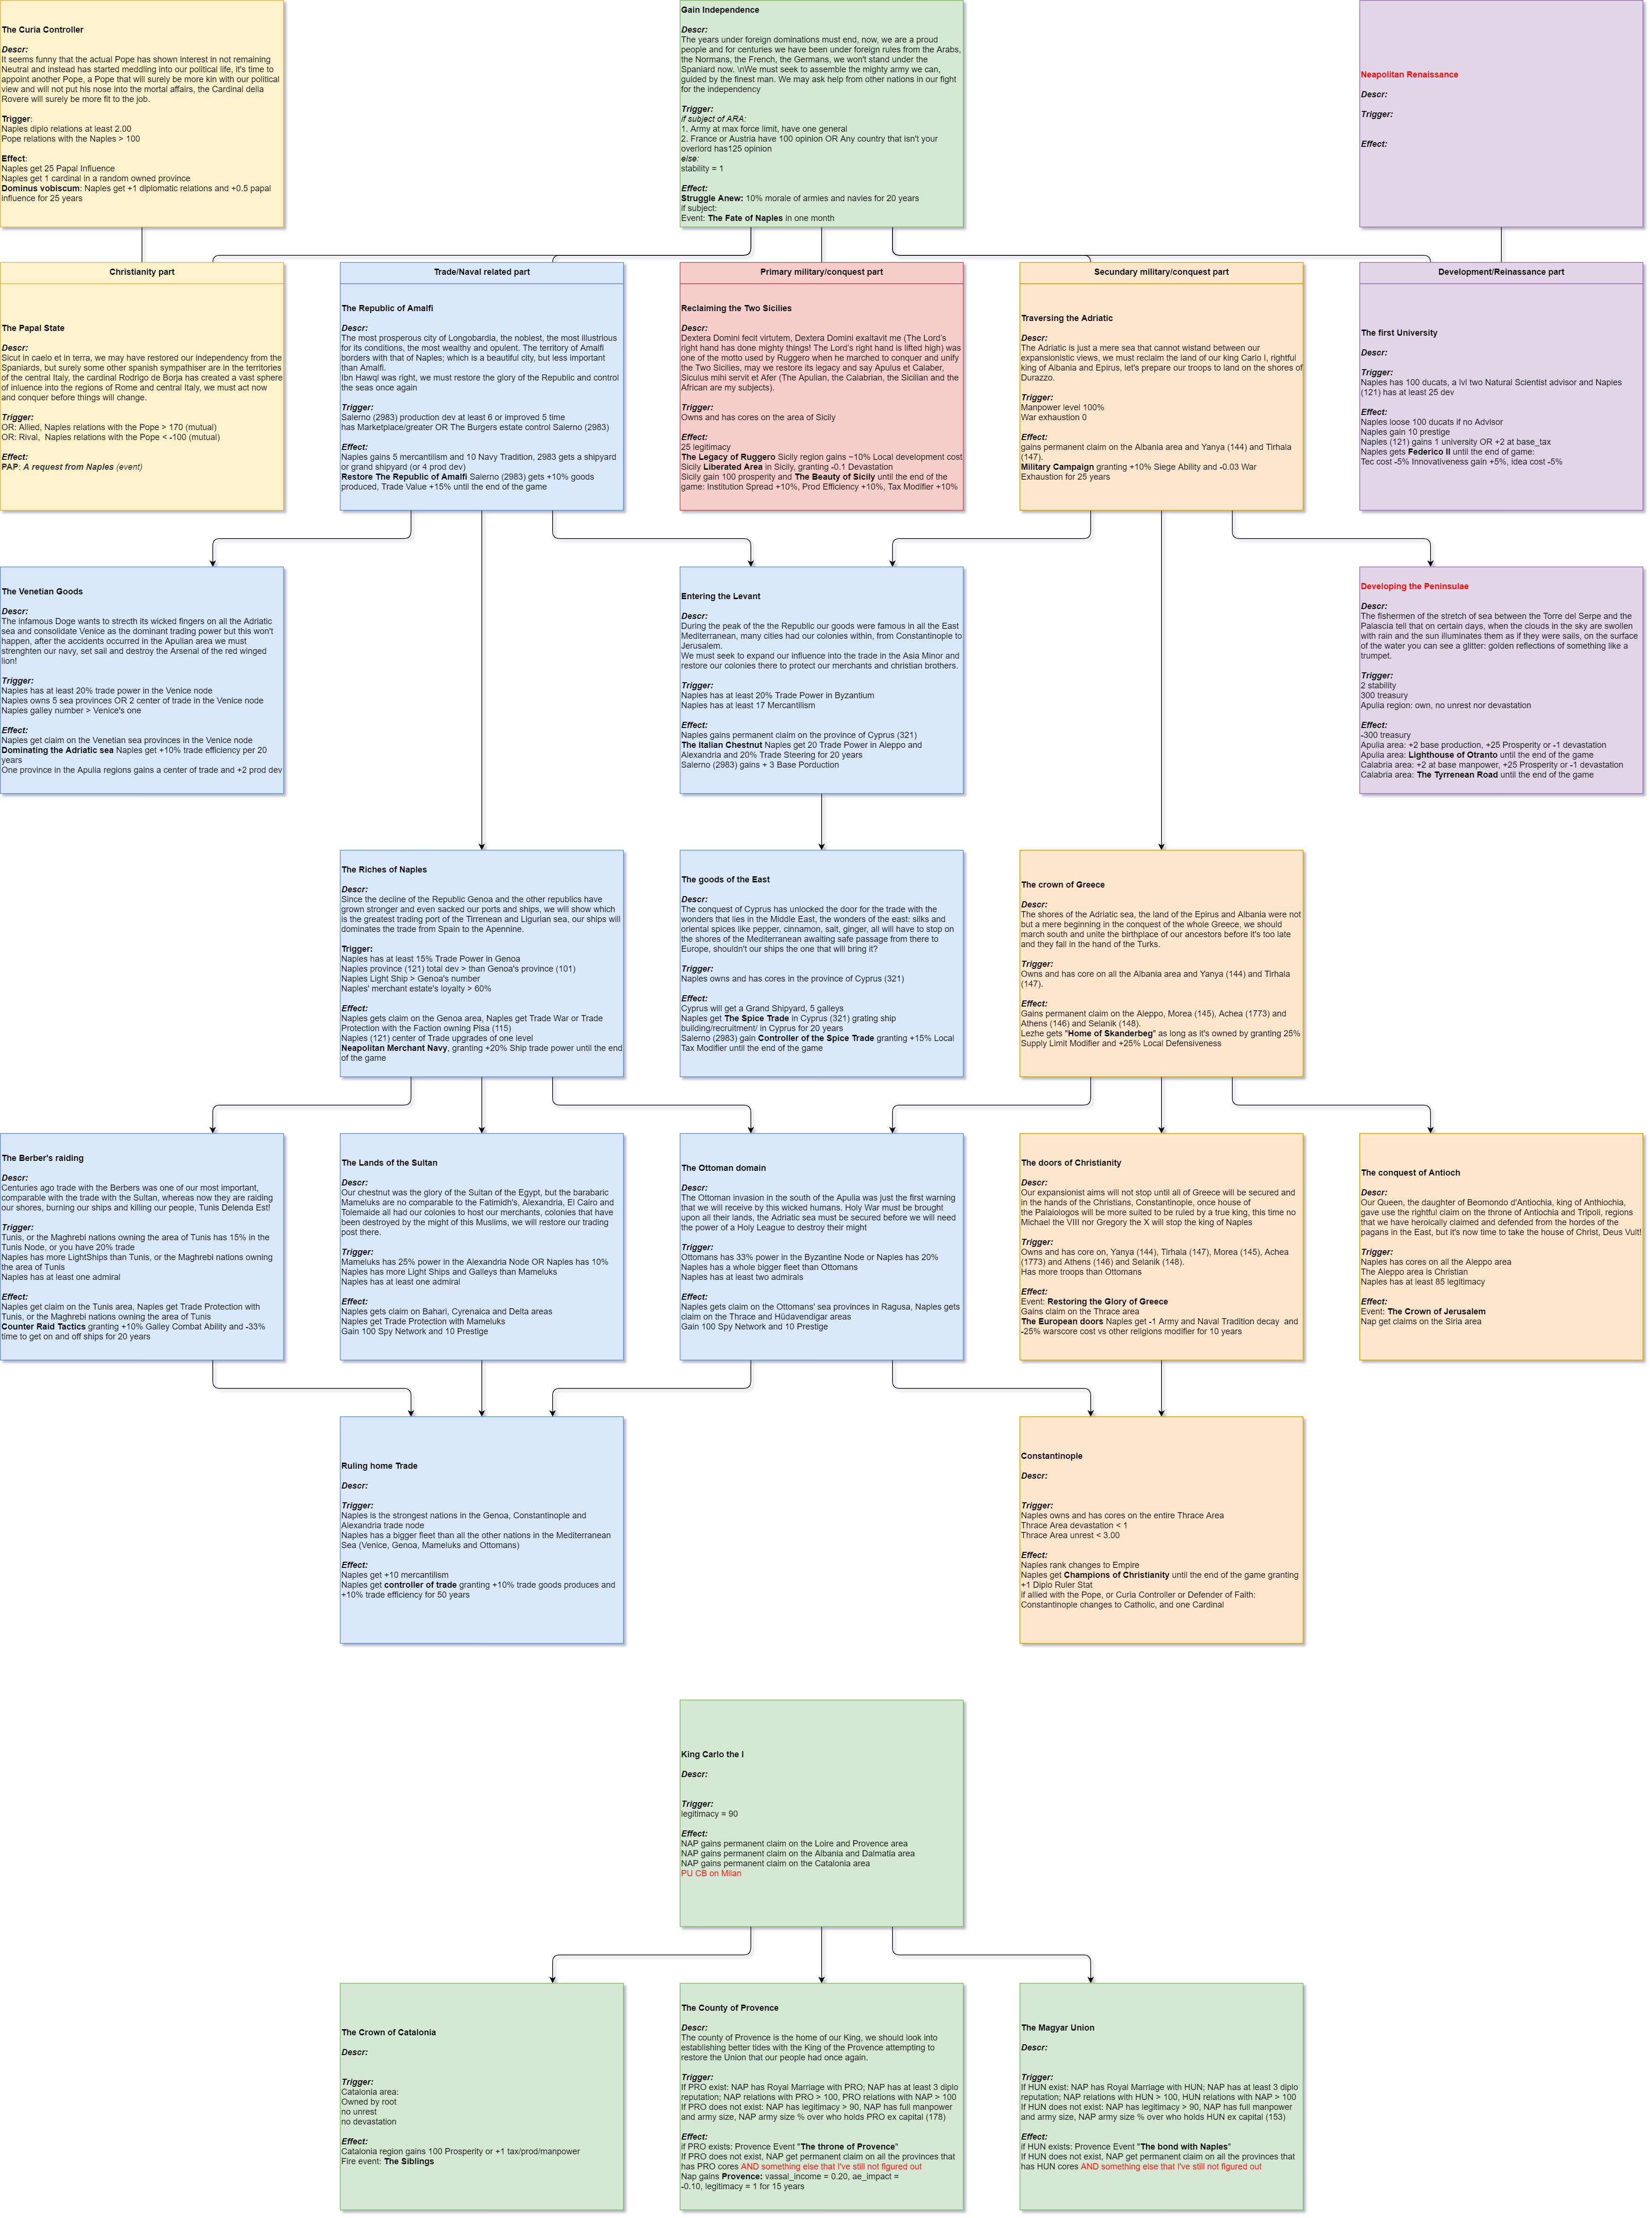 The Curia Controller
Descr:
It seems funny that the actual Pope has shown interest in not remaining
Neutral and instead has started meddling into our political life, it's time to
appoint another Pope, a Pope that will surely be more kin with our political
view and will not put his nose into the mortal affairs, the Cardinal della
Rovere will surely be more fit to the job.
Trigger:
Naples diplo relations at least 2.00
Pope relations with the Naples > 100
Effect:
Naples get 25 Papal Influence
Naples get 1 cardinal in a random owned province
Dominus vobiscum: Naples get +1 diplomatic relations and +0.5 papal
influence for 25 years
Gain Independence
Descr:
The years under foreign dominations must end, now, we are a proud
people and for centuries we have been under foreign rules from the Arabs,
the Normans, the French, the Germans, we won't stand under the
Spaniard now. \nWe must seek to assemble the mighty army we can,
guided by the finest man. We may ask help from other nations in our fight
for the independency
Trigger:
if subject of ARA:
1. Army at max force limit, have one general
2. France or Austria have 100 opinion OR Any country that isn't your
overlord has125 opinion
else:
stability = 1
Effect:
Struggle Anew: 10% morale of armies and navies for 20 years
if subject:
Event: The Fate of Naples in one month
Neapolitan Renaissance
Descr:
Trigger:
Effect:
Christianity part
The Papal State
Descr:
Sicut in caelo et in terra, we may have restored our independency from the
Spaniards, but surely some other spanish sympathiser are in the territories
of the central Italy, the cardinal Rodrigo de Borja has created a vast sphere
of inluence into the regions of Rome and central Italy, we must act now
and conquer before things will change.
Trigger:
OR: Allied, Naples relations with the Pope > 170 (mutual)
OR: Rival,  Naples relations with the Pope < -100 (mutual)
Effect:
PAP: A request from Naples (event)
Trade/Naval related part
The Republic of Amalfi
Descr:
The most prosperous city of Longobardia, the noblest, the most illustrious
for its conditions, the most wealthy and opulent. The territory of Amalfi
borders with that of Naples; which is a beautiful city, but less important
than Amalfi.
Ibn Hawql was right, we must restore the glory of the Republic and control
the seas once again
Trigger:
Salerno (2983) production dev at least 6 or improved 5 time
has Marketplace/greater OR The Burgers estate control Salerno (2983)
Effect:
Naples gains 5 mercantilism and 10 Navy Tradition, 2983 gets a shipyard
or grand shipyard (or 4 prod dev)
Restore The Republic of Amalfi Salerno (2983) gets +10% goods
produced, Trade Value +15% until the end of the game
Primary military/conquest part
Reclaiming the Two Sicilies
Descr:
Dextera Domini fecit virtutem, Dextera Domini exaltavit me (The Lord's
right hand has done mighty things! The Lord's right hand is lifted high) was
one of the motto used by Ruggero when he marched to conquer and unify
the Two Sicilies, may we restore its legacy and say Apulus et Calaber,
Siculus mihi servit et Afer (The Apulian, the Calabrian, the Sicilian and the
African are my subjects).
Trigger:
Owns and has cores on the area of Sicily
Effect:
25 legitimacy
The Legacy of Ruggero Sicily region gains −10% Local development cost
Sicily Liberated Area in Sicily, granting -0.1 Devastation
Sicily gain 100 prosperity and The Beauty of Sicily until the end of the
game: Institution Spread +10%, Prod Efficiency +10%, Tax Modifier +10%
Secundary military/conquest part
Traversing the Adriatic
Descr:
The Adriatic is just a mere sea that cannot wistand between our
expansionistic views, we must reclaim the land of our king Carlo I, rightful
king of Albania and Epirus, let's prepare our troops to land on the shores of
Durazzo.
Trigger:
Manpower level 100%
War exhaustion 0
Effect:
gains permanent claim on the Albania area and Yanya (144) and Tirhala
(147).
Military Campaign granting +10% Siege Ability and -0.03 War
Exhaustion for 25 years
Development/Reinassance part
The first University
Descr:
Trigger:
Naples has 100 ducats, a lvl two Natural Scientist advisor and Naples
(121) has at least 25 dev
Effect:
Naples loose 100 ducats if no Advisor
Naples gain 10 prestige
Naples (121) gains 1 university OR +2 at base_tax
Naples gets Federico II until the end of game:
Tec cost -5% Innovativeness gain +5%, idea cost -5%
The Venetian Goods
Descr:
The infamous Doge wants to strecth its wicked fingers on all the Adriatic
sea and consolidate Venice as the dominant trading power but this won't
happen, after the accidents occurred in the Apulian area we must
strenghten our navy, set sail and destroy the Arsenal of the red winged
lion!
Trigger:
Naples has at least 20% trade power in the Venice node
Naples owns 5 sea provinces OR 2 center of trade in the Venice node
Naples galley number > Venice's one
Effect:
Naples get claim on the Venetian sea provinces in the Venice node
Dominating the Adriatic sea Naples get +10% trade efficiency per 20
years
One province in the Apulia regions gains a center of trade and +2 prod dev
Entering the Levant
Descr:
During the peak of the the Republic our goods were famous in all the East
Mediterranean, many cities had our colonies within, from Constantinople to
Jerusalem.
We must seek to expand our influence into the trade in the Asia Minor and
restore our colonies there to protect our merchants and christian brothers.
Trigger:
Naples has at least 20% Trade Power in Byzantium
Naples has at least 17 Mercantilism
Effect:
Naples gains permanent claim on the province of Cyprus (321)
The Italian Chestnut Naples get 20 Trade Power in Aleppo and
Alexandria and 20% Trade Steering for 20 years
Salerno (2983) gains + 3 Base Porduction
Developing the Peninsulae
Descr:
The fishermen of the stretch of sea between the Torre del Serpe and the
Palascia tell that on certain days, when the clouds in the sky are swollen
with rain and the sun illuminates them as if they were sails, on the surface
of the water you can see a glitter: golden reflections of something like a
trumpet.
Trigger:
2 stability
300 treasury
Apulia region: own, no unrest nor devastation
Effect:
-300 treasury
Apulia area: +2 base production, +25 Prosperity or -1 devastation
Apulia area: Lighthouse of Otranto until the end of the game
Calabria area: +2 at base manpower, +25 Prosperity or -1 devastation
Calabria area: The Tyrrenean Road until the end of the game
The Riches of Naples
Descr:
Since the decline of the Republic Genoa and the other republics have
grown stronger and even sacked our ports and ships, we will show which
is the greatest trading port of the Tirrenean and Ligurian sea, our ships will
dominates the trade from Spain to the Apennine.
Trigger:
Naples has at least 15% Trade Power in Genoa
Naples province (121) total dev > than Genoa's province (101)
Naples Light Ship > Genoa's number
Naples' merchant estate's loyalty > 60%
Effect:
Naples gets claim on the Genoa area, Naples get Trade War or Trade
Protection with the Faction owning Pisa (115)
Naples (121) center of Trade upgrades of one level
Neapolitan Merchant Navy, granting +20% Ship trade power until the end
of the game
The goods of the East
Descr:
The conquest of Cyprus has unlocked the door for the trade with the
wonders that lies in the Middle East, the wonders of the east: silks and
oriental spices like pepper, cinnamon, salt, ginger, all will have to stop on
the shores of the Mediterranean awaiting safe passage from there to
Europe, shouldn't our ships the one that will bring it?
Trigger:
Naples owns and has cores in the province of Cyprus (321)
Effect:
Cyprus will get a Grand Shipyard, 5 galleys
Naples get The Spice Trade in Cyprus (321) grating ship
building/recruitment/ in Cyprus for 20 years
Salerno (2983) gain Controller of the Spice Trade granting +15% Local
Tax Modifier until the end of the game
The crown of Greece
Descr:
The shores of the Adriatic sea, the land of the Epirus and Albania were not
but a mere beginning in the conquest of the whole Greece, we should
march south and unite the birthplace of our ancestors before it's too late
and they fall in the hand of the Turks.
Trigger:
Owns and has core on all the Albania area and Yanya (144) and Tirhala
(147).
Effect:
Gains permanent claim on the Aleppo, Morea (145), Achea (1773) and
Athens (146) and Selanik (148).
Lezhe gets "Home of Skanderbeg" as long as it's owned by granting 25%
Supply Limit Modifier and +25% Local Defensiveness
The Berber's raiding
Descr:
Centuries ago trade with the Berbers was one of our most important,
comparable with the trade with the Sultan, whereas now they are raiding
our shores, burning our ships and killing our people, Tunis Delenda Est!
Trigger:
Tunis, or the Maghrebi nations owning the area of Tunis has 15% in the
Tunis Node, or you have 20% trade
Naples has more LightShips than Tunis, or the Maghrebi nations owning
the area of Tunis
Naples has at least one admiral
Effect:
Naples get claim on the Tunis area, Naples get Trade Protection with
Tunis, or the Maghrebi nations owning the area of Tunis
Counter Raid Tactics granting +10% Galley Combat Ability and -33%
time to get on and off ships for 20 years
The Lands of the Sultan
Descr:
Our chestnut was the glory of the Sultan of the Egypt, but the barabaric
Mameluks are no comparable to the Fatimidh's, Alexandria, El Cairo and
Tolemaide all had our colonies to host our merchants, colonies that have
been destroyed by the might of this Muslims, we will restore our trading
post there.
Trigger:
Mameluks has 25% power in the Alexandria Node OR Naples has 10%
Naples has more Light Ships and Galleys than Mameluks
Naples has at least one admiral
Effect:
Naples gets claim on Bahari, Cyrenaica and Delta areas
Naples get Trade Protection with Mameluks
Gain 100 Spy Network and 10 Prestige
The Ottoman domain
Descr:
The Ottoman invasion in the south of the Apulia was just the first warning
that we will receive by this wicked humans. Holy War must be brought
upon all their lands, the Adriatic sea must be secured before we will need
the power of a Holy League to destroy their might
Trigger:
Ottomans has 33% power in the Byzantine Node or Naples has 20%
Naples has a whole bigger fleet than Ottomans
Naples has at least two admirals
Effect:
Naples gets claim on the Ottomans' sea provinces in Ragusa, Naples gets
claim on the Thrace and Hüdavendigar areas
Gain 100 Spy Network and 10 Prestige
The doors of Christianity
Descr:
Our expansionist aims will not stop until all of Greece will be secured and
in the hands of the Christians, Constantinople, once house of
the Palaiologos will be more suited to be ruled by a true king, this time no
Michael the VIII nor Gregory the X will stop the king of Naples
Trigger:
Owns and has core on, Yanya (144), Tirhala (147), Morea (145), Achea
(1773) and Athens (146) and Selanik (148).
Has more troops than Ottomans
Effect:
Event: Restoring the Glory of Greece
Gains claim on the Thrace area
The European doors Naples get -1 Army and Naval Tradition decay  and
-25% warscore cost vs other religions modifier for 10 years
The conquest of Antioch
Descr:
Our Queen, the daughter of Beomondo d'Antiochia, king of Anthiochia,
gave use the rightful claim on the throne of Antiochia and Tripoli, regions
that we have heroically claimed and defended from the hordes of the
pagans in the East, but it's now time to take the house of Christ, Deus Vult!
Trigger:
Naples has cores on all the Aleppo area
The Aleppo area is Christian
Naples has at least 85 legitimacy
Effect:
Event: The Crown of Jerusalem
Nap get claims on the Siria area
Ruling home Trade
Descr:
Trigger:
Naples is the strongest nations in the Genoa, Constantinople and
Alexandria trade node
Naples has a bigger fleet than all the other nations in the Mediterranean
Sea (Venice, Genoa, Mameluks and Ottomans)
Effect:
Naples get +10 mercantilism
Naples get controller of trade granting +10% trade goods produces and
+10% trade efficiency for 50 years
Constantinople
Descr:
Trigger:
Naples owns and has cores on the entire Thrace Area
Thrace Area devastation < 1
Thrace Area unrest < 3.00
Effect:
Naples rank changes to Empire
Naples get Champions of Christianity until the end of the game granting
+1 Diplo Ruler Stat
if allied with the Pope, or Curia Controller or Defender of Faith:
Constantinople changes to Catholic, and one Cardinal
King Carlo the I
Descr:
Trigger:
legitimacy = 90
Effect:
NAP gains permanent claim on the Loire and Provence area
NAP gains permanent claim on the Albania and Dalmatia area
NAP gains permanent claim on the Catalonia area
PU CB on Milan
The Crown of Catalonia
Descr:
Trigger:
Catalonia area:
Owned by root
no unrest
no devastation
Effect:
Catalonia region gains 100 Prosperity or +1 tax/prod/manpower
Fire event: The Siblings
The County of Provence
Descr:
The county of Provence is the home of our King, we should look into
establishing better tides with the King of the Provence attempting to
restore the Union that our people had once again.
Trigger:
If PRO exist: NAP has Royal Marriage with PRO; NAP has at least 3 diplo
reputation; NAP relations with PRO > 100, PRO relations with NAP > 100
If PRO does not exist: NAP has legitimacy > 90, NAP has full manpower
and army size, NAP army size % over who holds PRO ex capital (178)
Effect:
if PRO exists: Provence Event "The throne of Provence"
If PRO does not exist, NAP get permanent claim on all the provinces that
has PRO cores AND something else that I've still not figured out
Nap gains Provence: vassal_income = 0.20, ae_impact =
-0.10, legitimacy = 1 for 15 years
The Magyar Union
Descr:
Trigger:
If HUN exist: NAP has Royal Marriage with HUN; NAP has at least 3 diplo
reputation; NAP relations with HUN > 100, HUN relations with NAP > 100
If HUN does not exist: NAP has legitimacy > 90, NAP has full manpower
and army size, NAP army size % over who holds HUN ex capital (153)
Effect:
if HUN exists: Provence Event "The bond with Naples"
If HUN does not exist, NAP get permanent claim on all the provinces that
has HUN cores AND something else that I've still not figured out